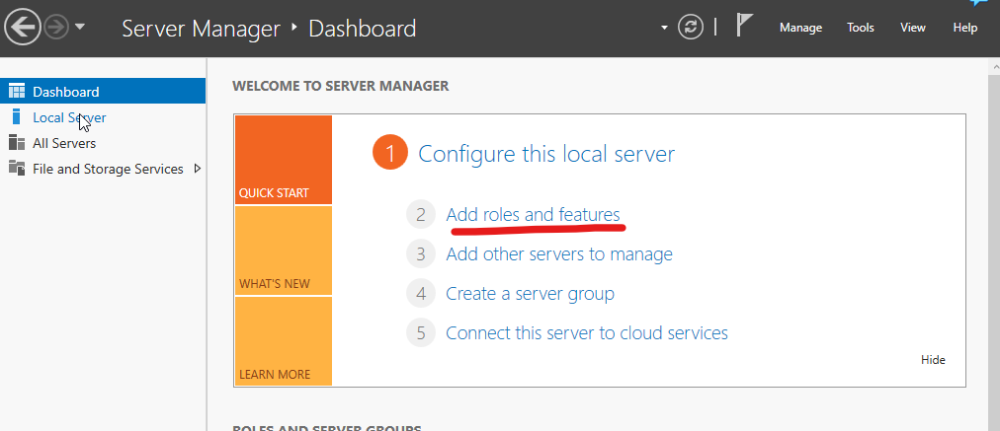 Server Manager • Dashboard
Manage
Tools
View
Help
Dashboard
Local Server
All Servers
File and Storage Services
WELCOME TO SERVER MANAGER
QUICK START
WHAT'S NEW
LEARN MORE
1 Configure this local server
2 Add roles and features
3 Add other servers to manage
4 Create a server group
5 Connect this server to cloud services
Hide
ROLES AND SERVER GROUPS